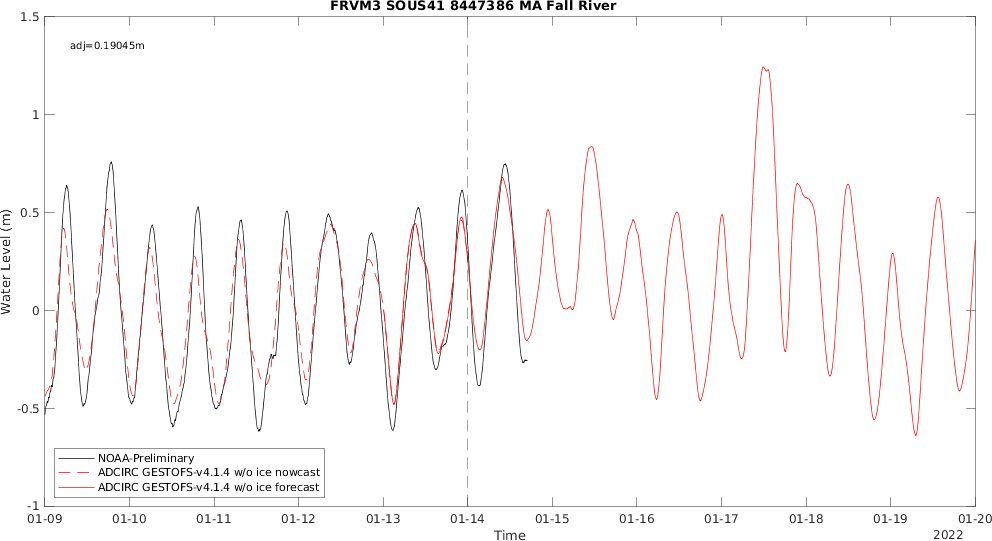 FRVM3 SOUS41 8447386 MA Fall River
adj=0.19045m
1.5
1
0.5
0
-0.5
-1
Water Level (m)
NOAA-Preliminary
ADCIRC GESTOFS-v4.1.4 w/o ice nowcast
ADCIRC GESTOFS-v4.1.4 w/o ice forecast
01-09 01-10 01-11 01-12 01-13 01-14 01-15 01-16 01-17 01-18 01-19 01-20
Time
2022